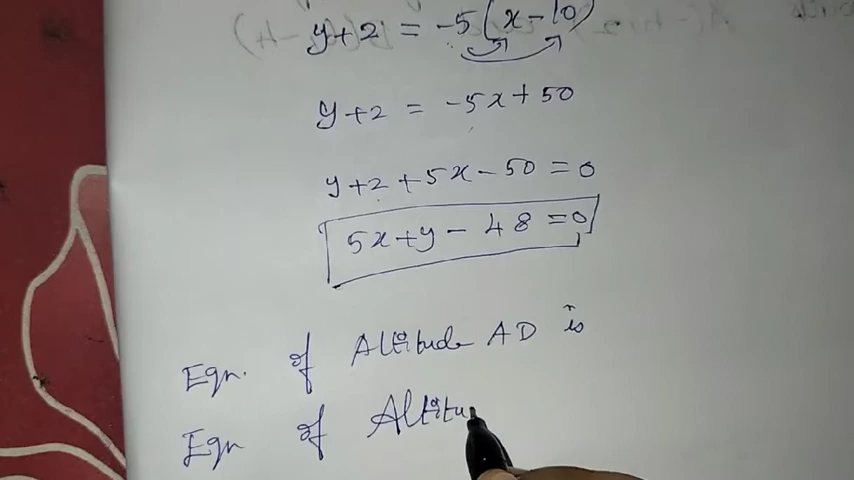 y+2 = -5(x-10)
y+2 = -5x+50
y+2+5x-50=0
5x+y-48=0
Eqn. of Altitude AD is
Eqn of Altitu